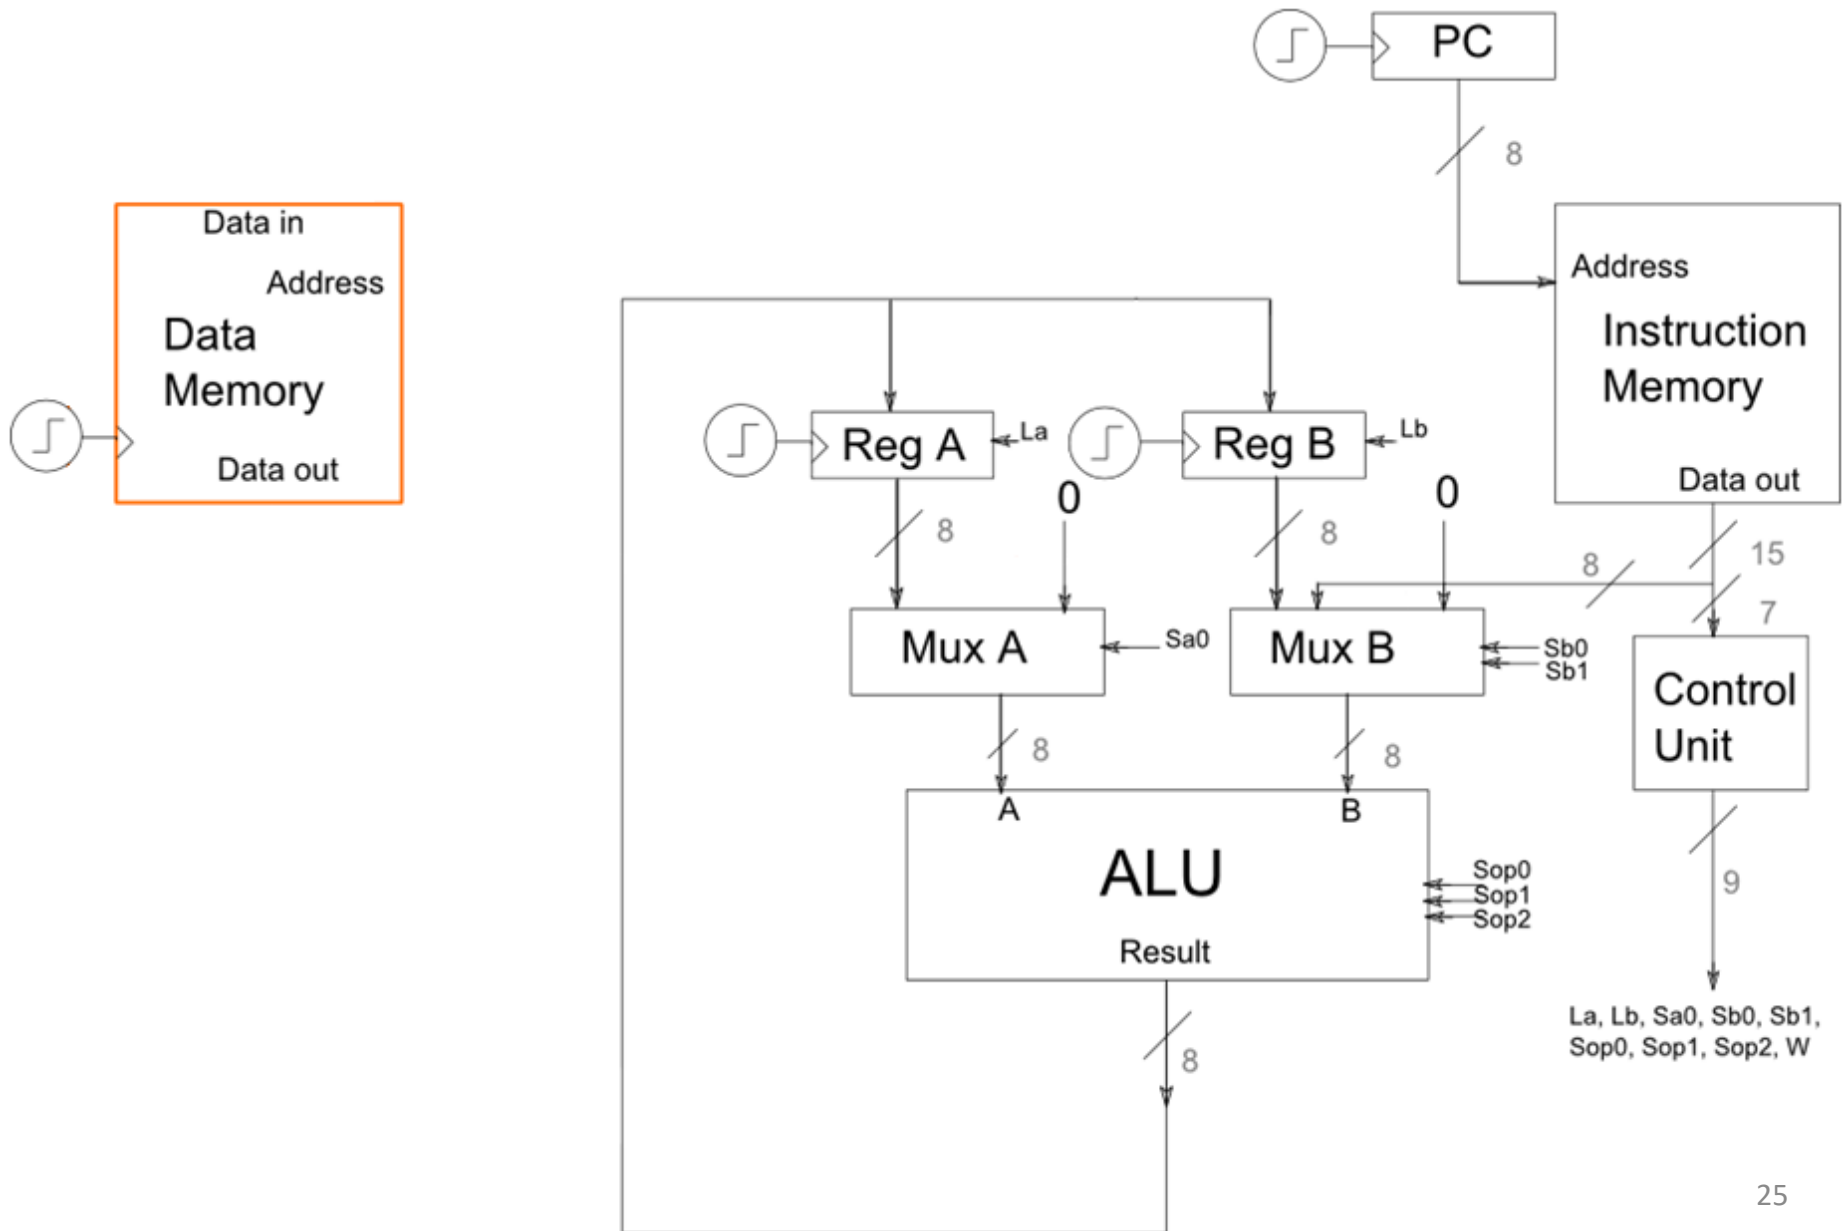 PC
8
Data in
Address
Data
Memory
Data out
Address
Instruction
Memory
Data out
Reg A
La
Reg B
Lb
0
0
8
8
15
8
7
Mux A
Sa0
Mux B
Sb0
Sb1
Control
Unit
8
8
A
B
ALU
Sop0
Sop1
Sop2
Result
9
8
La, Lb, Sa0, Sb0, Sb1,
Sop0, Sop1, Sop2, W
25